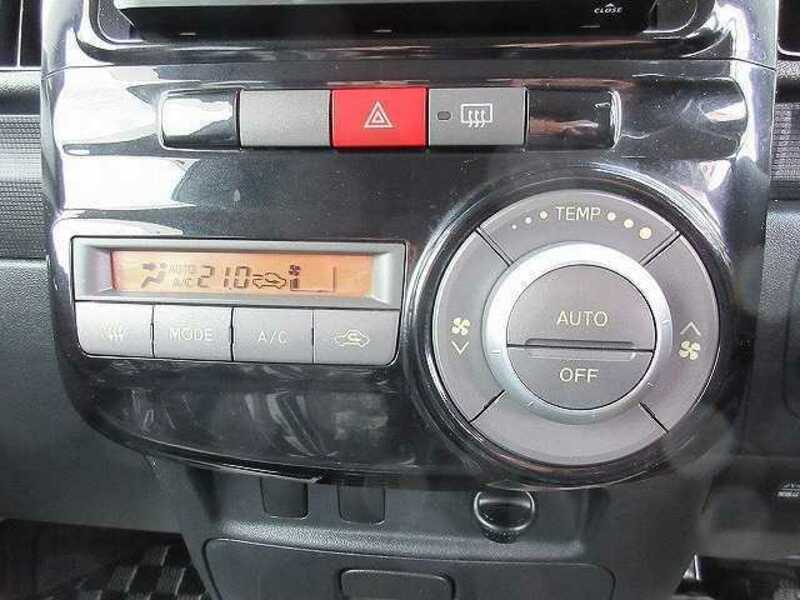 CLOSE
TEMP
AUTO
A/C 21.0
MODE
A/C
AUTO
OFF